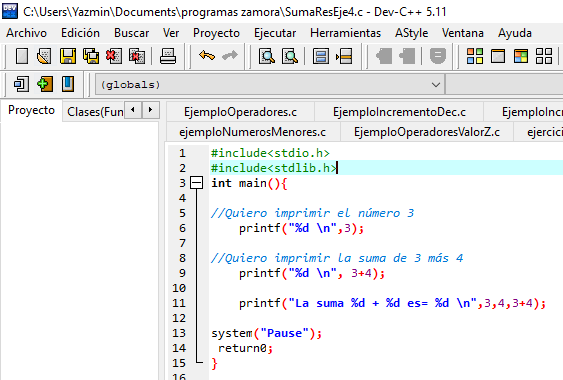 C:\Users\Yazmin\Documents\programas zamora\SumaResEje4.c - Dev-C++ 5.11
Archivo Edición Buscar Ver Proyecto Ejecutar Herramientas AStyle Ventana Ayuda
(globals)
Proyecto Clases(Fun
EjemploOperadores.c EjemploIncrementoDec.c EjemploIncr
ejemploNumerosMenores.c EjemploOperadoresValorZ.c ejercici
1 #include<stdio.h>
2 #include<stdlib.h>
3 int main(){
4
5 //Quiero imprimir el número 3
6 printf("%d \n",3);
7
8 //Quiero imprimir la suma de 3 más 4
9 printf("%d \n", 3+4);
10
11 printf("La suma %d + %d es= %d \n",3,4,3+4);
12
13 system("Pause");
14 return0;
15 }
16